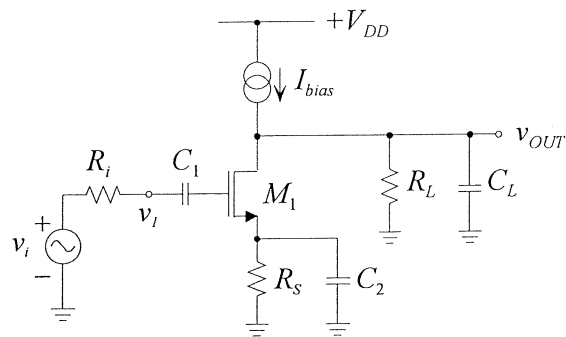 +V_DD
I_bias
v_OUT
R_i
C_1
v_I
M_1
R_L
C_L
+
v_i
−
R_S
C_2